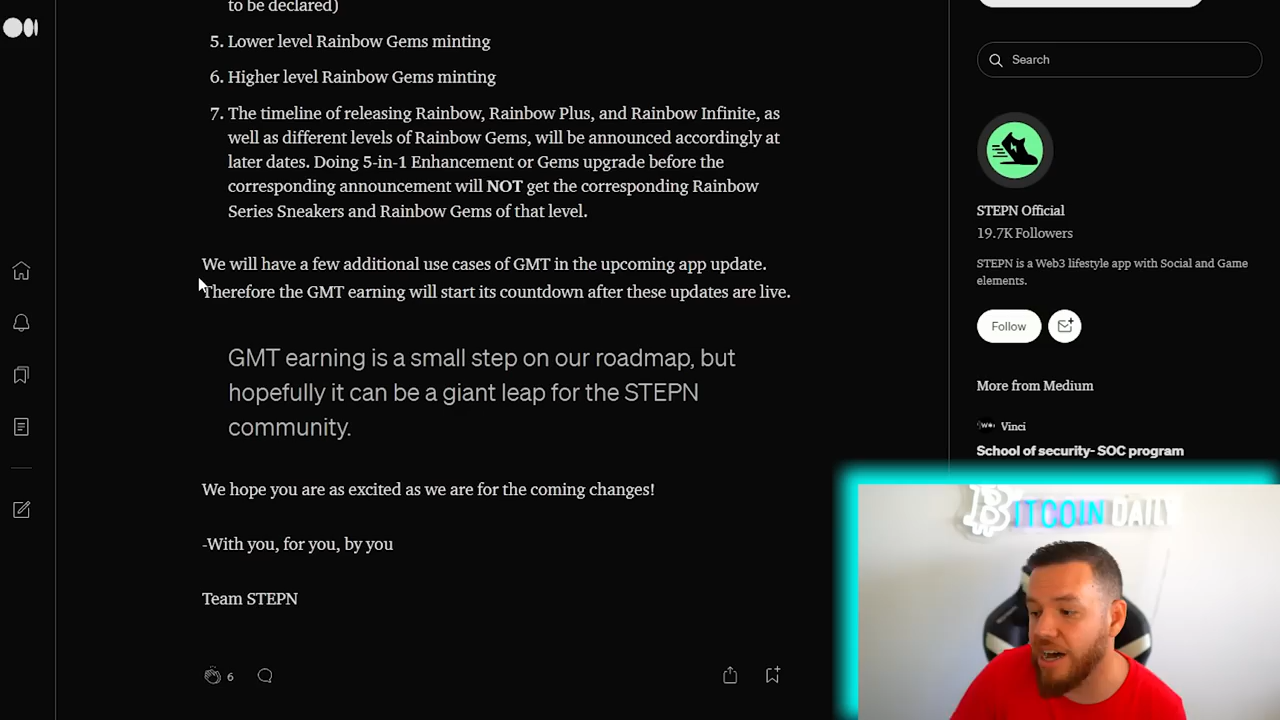 to be declared)
5. Lower level Rainbow Gems minting
6. Higher level Rainbow Gems minting
7. The timeline of releasing Rainbow, Rainbow Plus, and Rainbow Infinite, as
well as different levels of Rainbow Gems, will be announced accordingly at
later dates. Doing 5-in-1 Enhancement or Gems upgrade before the
corresponding announcement will NOT get the corresponding Rainbow
Series Sneakers and Rainbow Gems of that level.
We will have a few additional use cases of GMT in the upcoming app update.
Therefore the GMT earning will start its countdown after these updates are live.
GMT earning is a small step on our roadmap, but
hopefully it can be a giant leap for the STEPN
community.
We hope you are as excited as we are for the coming changes!
-With you, for you, by you
Team STEPN
6
Search
STEPN Official
19.7K Followers
STEPN is a Web3 lifestyle app with Social and Game
elements.
Follow
More from Medium
Vinci
School of security- SOC program
BITCOIN DAILY